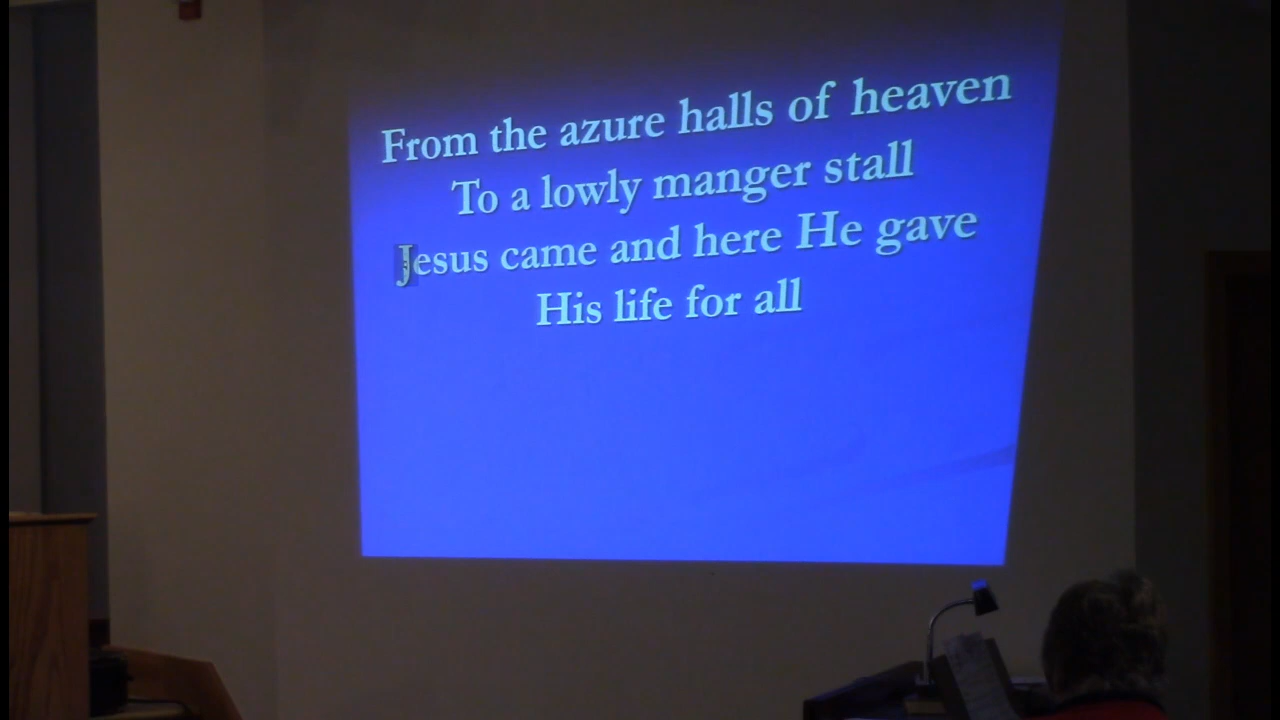 From the azure halls of heaven
To a lowly manger stall
Jesus came and here He gave
His life for all